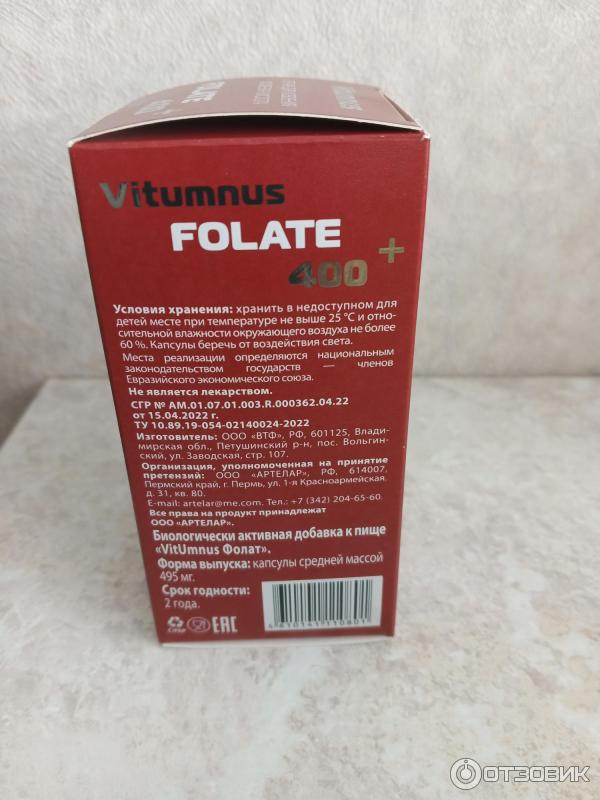 FOLATE
400+
Vitumnus
Vitumnus
FOLATE
400+
Условия хранения: хранить в недоступном для
детей месте при температуре не выше 25 °С и отно-
сительной влажности окружающего воздуха не более
60 %. Капсулы беречь от воздействия света.
Места реализации определяются национальным
законодательством государств — членов
Евразийского экономического союза.
Не является лекарством.
СГР № AM.01.07.01.003.R.000362.04.22
от 15.04.2022 г.
ТУ 10.89.19-054-02140024-2022
Изготовитель: ООО «ВТФ», РФ, 601125, Влади-
мирская обл., Петушинский р-н, пос. Вольгин-
ский, ул. Заводская, стр. 107.
Организация, уполномоченная на принятие
претензий: ООО «АРТЕЛАР», РФ, 614007,
Пермский край, г. Пермь, ул. 1-я Красноармейская,
д. 31, кв. 80.
E-mail: artelar@me.com. Тел.: +7 (342) 204-65-60.
Все права на продукт принадлежат
ООО «АРТЕЛАР».
Биологически активная добавка к пище
«VitUmnus Фолат».
Форма выпуска: капсулы средней массой
495 мг.
Срок годности:
2 года.
4610141110801
EAC
ОТЗОВИК